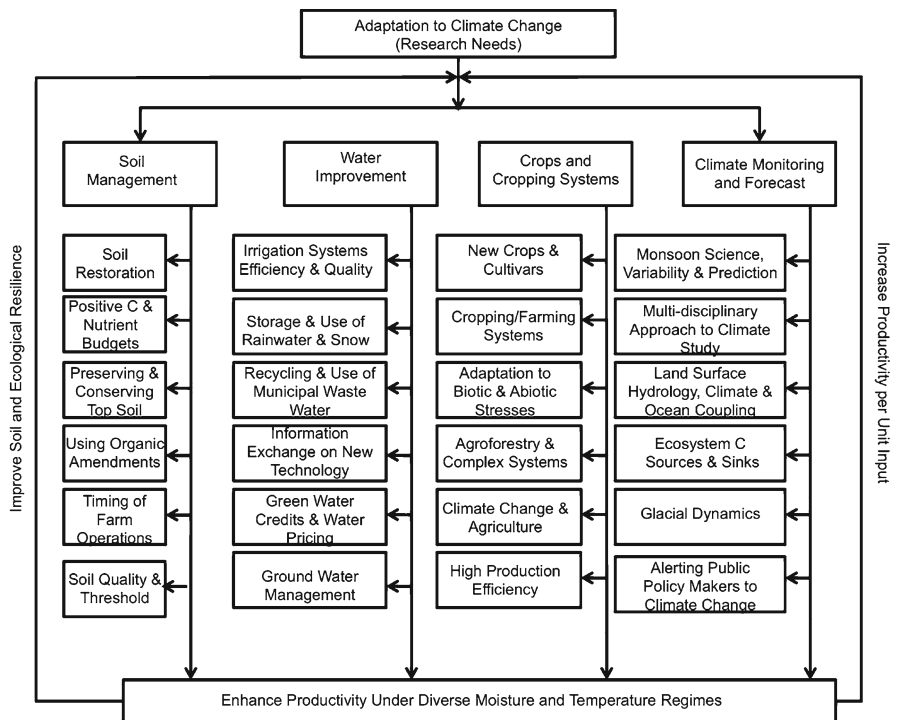 Adaptation to Climate Change
(Research Needs)
Soil
Management
Water
Improvement
Crops and
Cropping Systems
Climate Monitoring
and Forecast
Improve Soil and Ecological Resilience
Soil
Restoration
Positive C &
Nutrient
Budgets
Preserving &
Conserving
Top Soil
Using Organic
Amendments
Timing of
Farm
Operations
Soil Quality &
Threshold
Irrigation Systems
Efficiency & Quality
Storage & Use of
Rainwater & Snow
Recycling & Use of
Municipal Waste
Water
Information
Exchange on New
Technology
Green Water
Credits & Water
Pricing
Ground Water
Management
New Crops &
Cultivars
Cropping/Farming
Systems
Adaptation to
Biotic & Abiotic
Stresses
Agroforestry &
Complex Systems
Climate Change &
Agriculture
High Production
Efficiency
Monsoon Science,
Variability & Prediction
Multi-disciplinary
Approach to Climate
Study
Land Surface
Hydrology, Climate &
Ocean Coupling
Ecosystem C
Sources & Sinks
Glacial Dynamics
Alerting Public
Policy Makers to
Climate Change
Increase Productivity per Unit Input
Enhance Productivity Under Diverse Moisture and Temperature Regimes